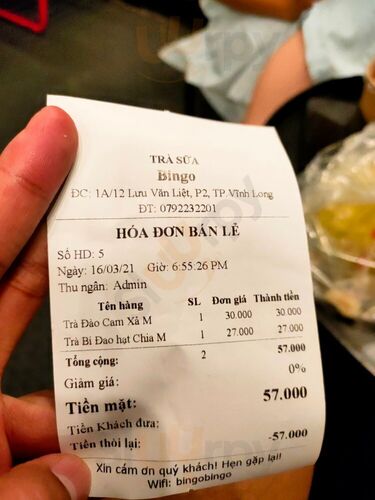 TRÀ SỮA
Bingo
ĐC: 1A/12 Lưu Văn Liệt, P2, TP.Vĩnh Long
ĐT: 0792232201
HÓA ĐƠN BÁN LẺ
Số HD: 5
Ngày: 16/03/21 Giờ: 6:55:26 PM
Thu ngân: Admin
Tên hàng SL Đơn giá Thành tiền
Trà Đào Cam Xả M 1 30.000 30.000
Trà Bí Đao hạt Chia M 1 27.000 27.000
Tổng cộng: 2 57.000
Giảm giá: 0%
Tiền mặt: 57.000
Tiền Khách đưa:
Tiền thối lại: -57.000
Xin cám ơn quý khách! Hẹn gặp lại!
Wifi: bingobingo